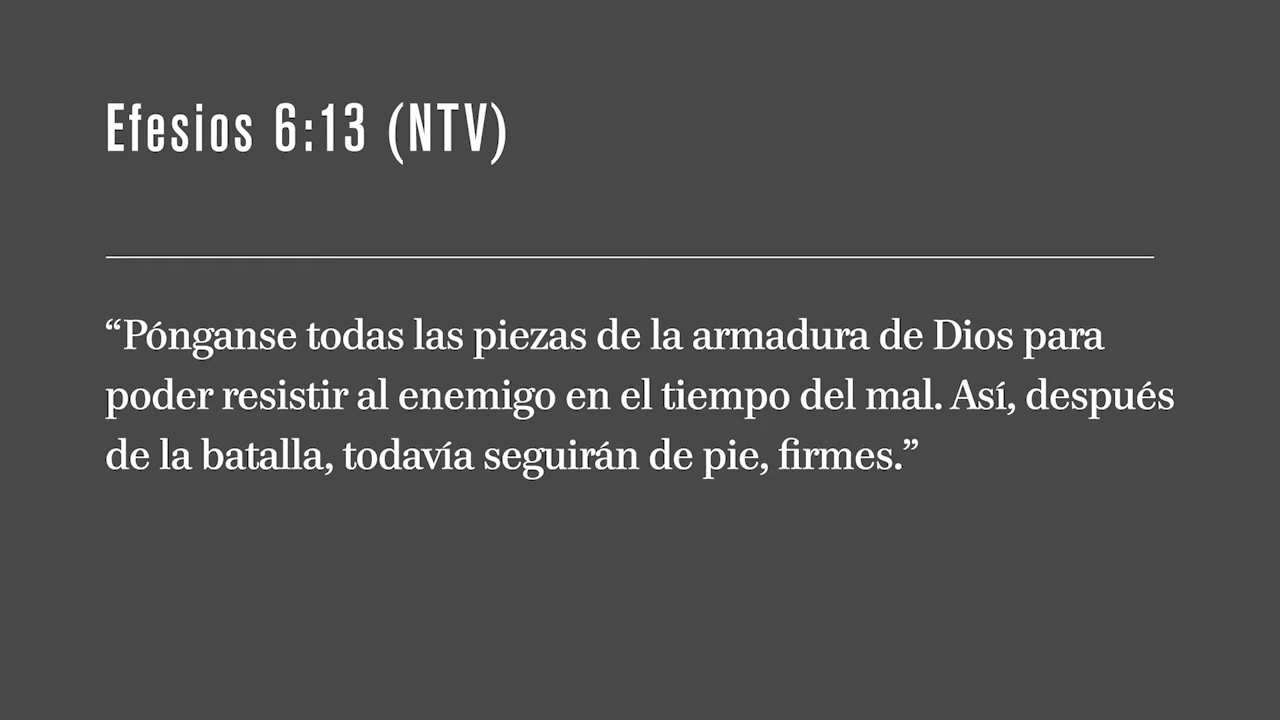 Efesios 6:13 (NTV)
“Pónganse todas las piezas de la armadura de Dios para
poder resistir al enemigo en el tiempo del mal. Así, después
de la batalla, todavía seguirán de pie, firmes.”